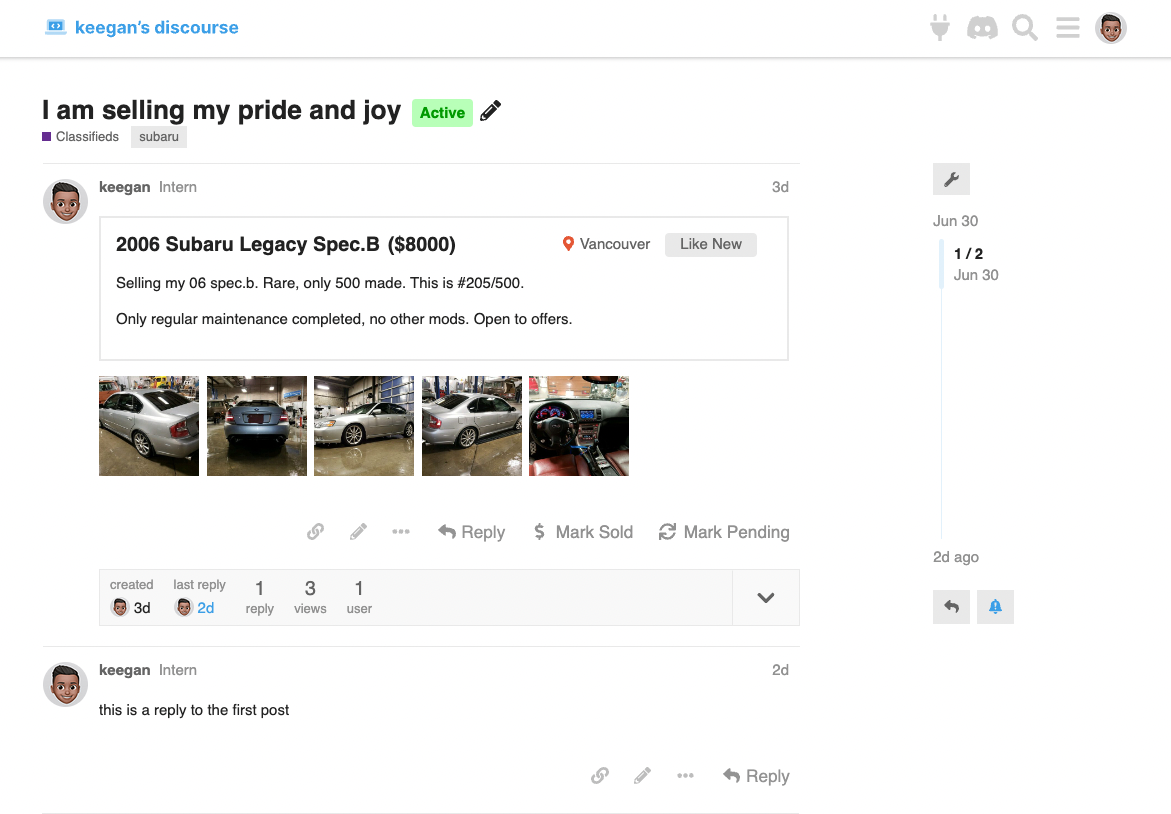 keegan's discourse
I am selling my pride and joy Active
Classifieds subaru
keegan Intern 3d
2006 Subaru Legacy Spec.B ($8000) Vancouver Like New
Selling my 06 spec.b. Rare, only 500 made. This is #205/500.
Only regular maintenance completed, no other mods. Open to offers.
Reply $ Mark Sold Mark Pending
created last reply 1 3 1
3d 2d reply views user
keegan Intern 2d
this is a reply to the first post
Reply
Jun 30
1 / 2
Jun 30
2d ago